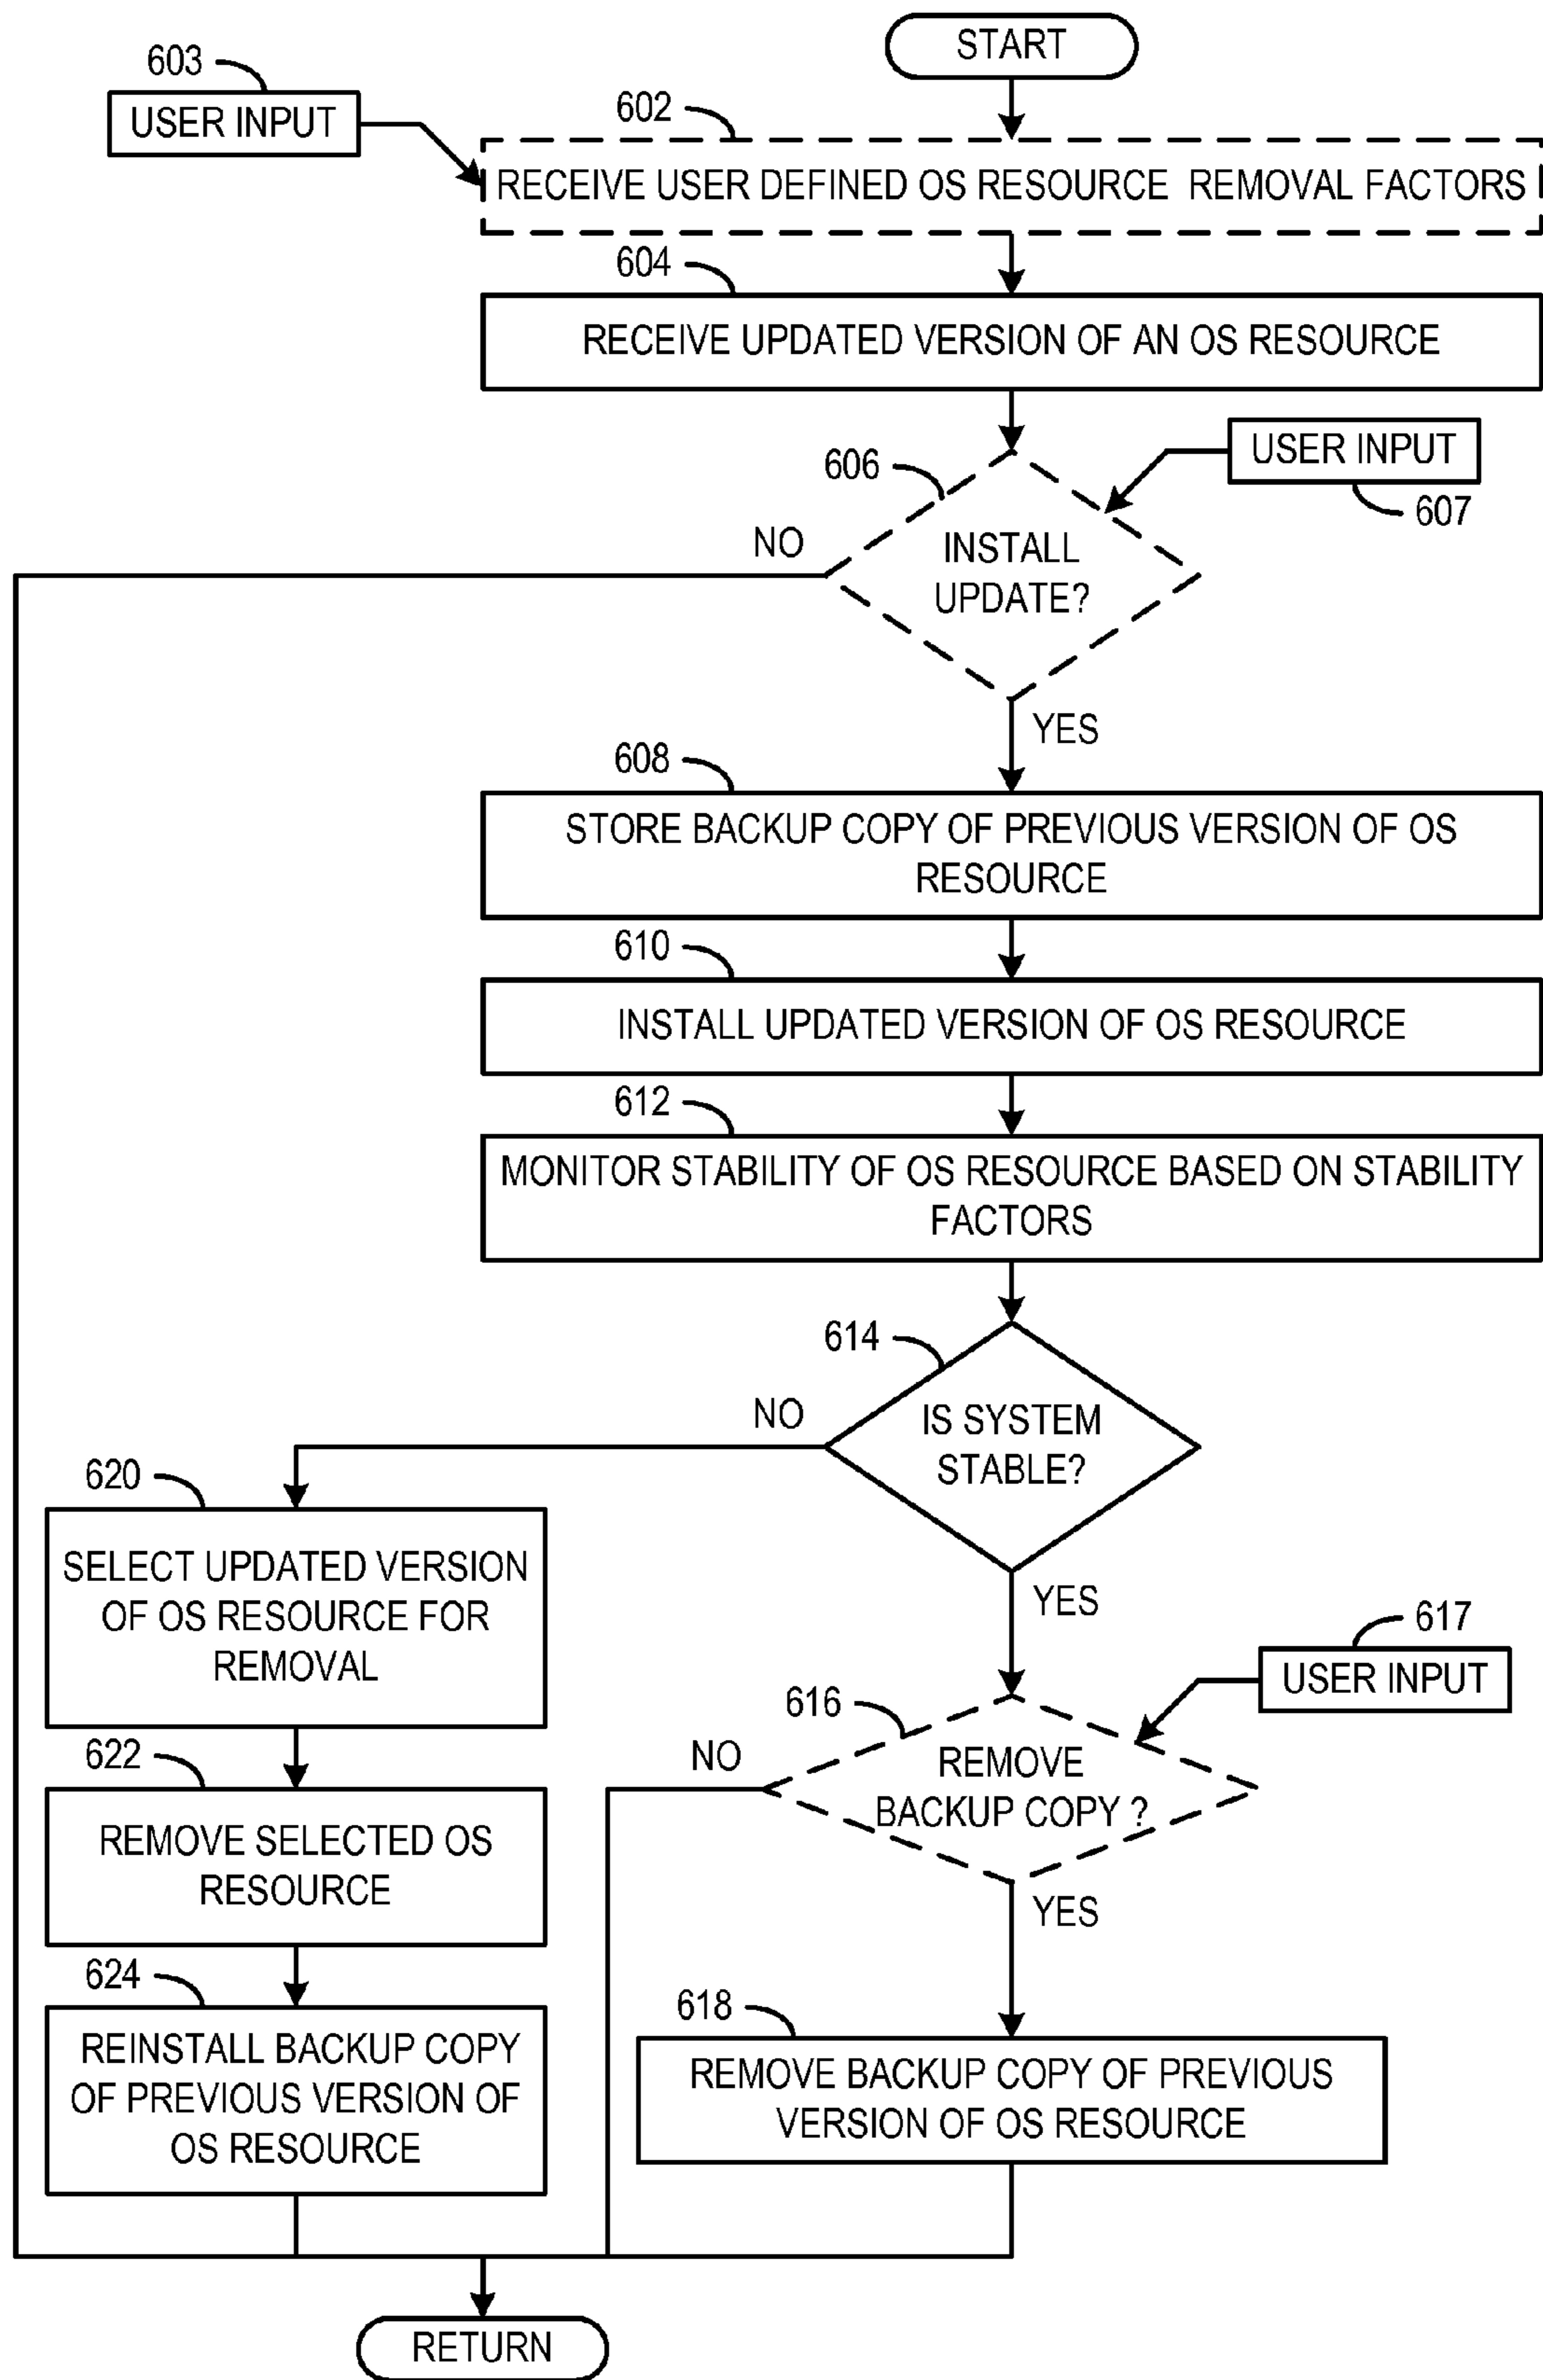 START
603
USER INPUT
602
RECEIVE USER DEFINED OS RESOURCE REMOVAL FACTORS
604
RECEIVE UPDATED VERSION OF AN OS RESOURCE
USER INPUT
607
606
NO
INSTALL
UPDATE?
YES
608
STORE BACKUP COPY OF PREVIOUS VERSION OF OS
RESOURCE
610
INSTALL UPDATED VERSION OF OS RESOURCE
612
MONITOR STABILITY OF OS RESOURCE BASED ON STABILITY
FACTORS
614
NO
IS SYSTEM
STABLE?
YES
620
SELECT UPDATED VERSION
OF OS RESOURCE FOR
REMOVAL
617
USER INPUT
616
NO
REMOVE
BACKUP COPY ?
YES
622
REMOVE SELECTED OS
RESOURCE
624
REINSTALL BACKUP COPY
OF PREVIOUS VERSION OF
OS RESOURCE
618
REMOVE BACKUP COPY OF PREVIOUS
VERSION OF OS RESOURCE
RETURN